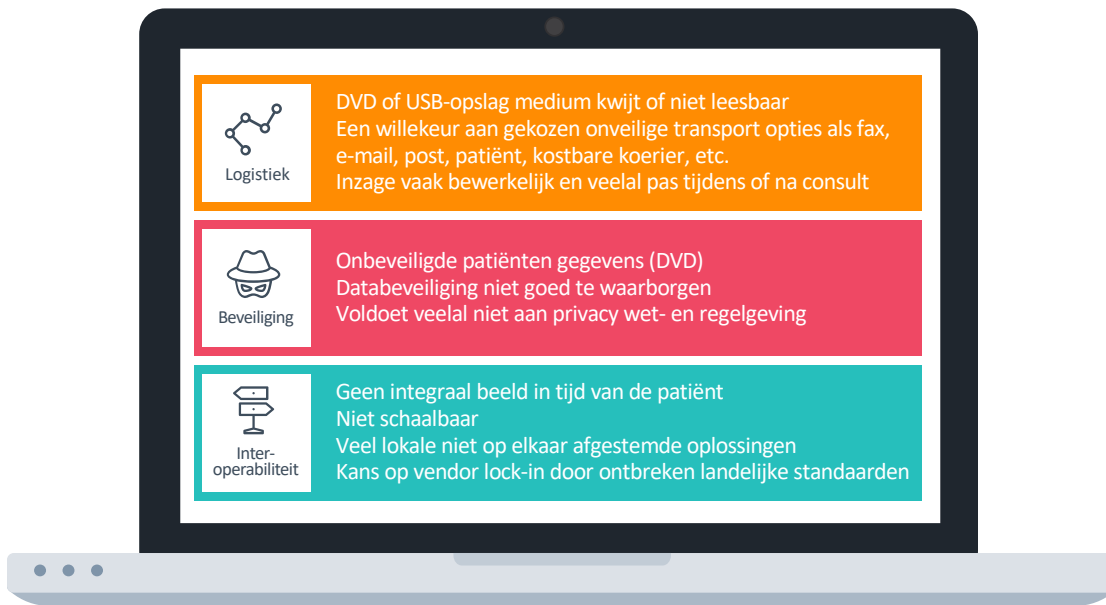 Logistiek
DVD of USB-opslag medium kwijt of niet leesbaar
Een willekeur aan gekozen onveilige transport opties als fax,
e-mail, post, patiënt, kostbare koerier, etc.
Inzage vaak bewerkelijk en veelal pas tijdens of na consult
Beveiliging
Onbeveiligde patiënten gegevens (DVD)
Databeveiliging niet goed te waarborgen
Voldoet veelal niet aan privacy wet- en regelgeving
Inter-
operabiliteit
Geen integraal beeld in tijd van de patiënt
Niet schaalbaar
Veel lokale niet op elkaar afgestemde oplossingen
Kans op vendor lock-in door ontbreken landelijke standaarden